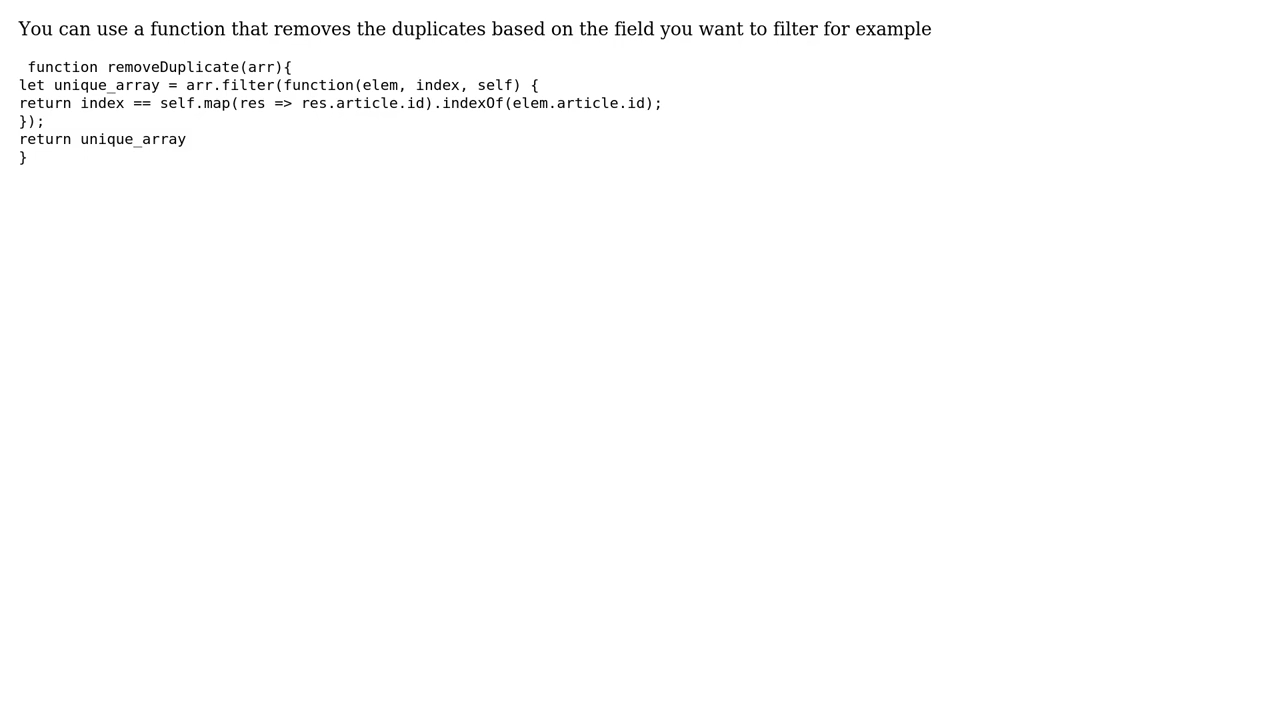 You can use a function that removes the duplicates based on the field you want to filter for example
 function removeDuplicate(arr){
let unique_array = arr.filter(function(elem, index, self) {
return index == self.map(res => res.article.id).indexOf(elem.article.id);
});
return unique_array
}